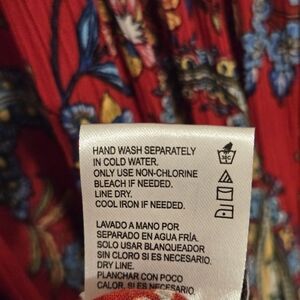 HAND WASH SEPARATELY
IN COLD WATER.
ONLY USE NON-CHLORINE
BLEACH IF NEEDED.
LINE DRY.
COOL IRON IF NEEDED.
LAVADO A MANO POR
SEPARADO EN AGUA FRÍA.
SOLO USAR BLANQUEADOR
SIN CLORO SI ES NECESARIO.
DRY LINE.
PLANCHAR CON POCO
CALOR, SI ES NECESARIO